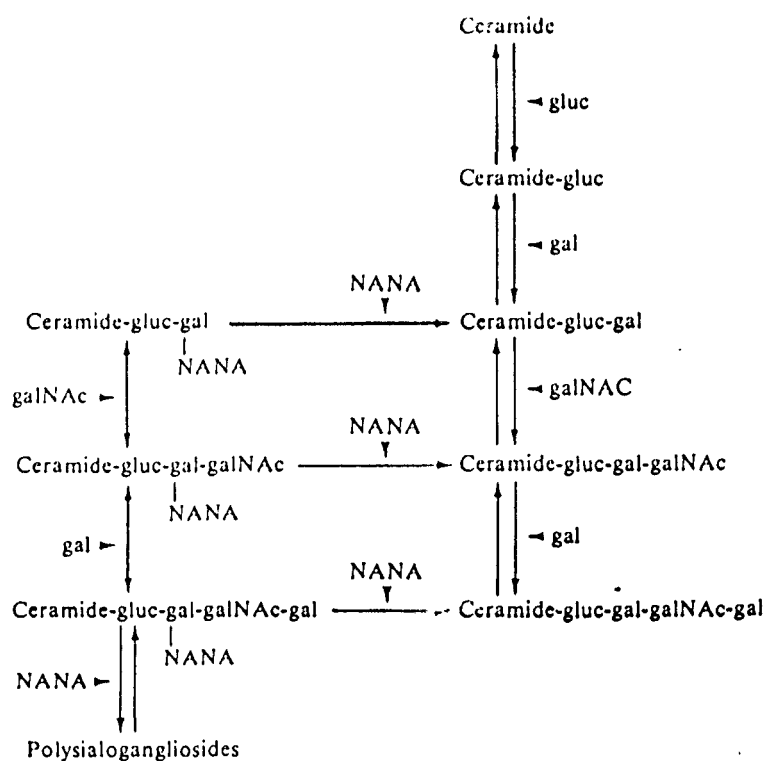 Ceramide
gluc
Ceramide-gluc
gal
NANA
Ceramide-gluc-gal
Ceramide-gluc-gal
NANA
galNAc
galNAC
NANA
Ceramide-gluc-gal-galNAc
Ceramide-gluc-gal-galNAc
NANA
gal
gal
NANA
Ceramide-gluc-gal-galNAc-gal
Ceramide-gluc-gal-galNAc-gal
NANA
NANA
Polysialogangliosides